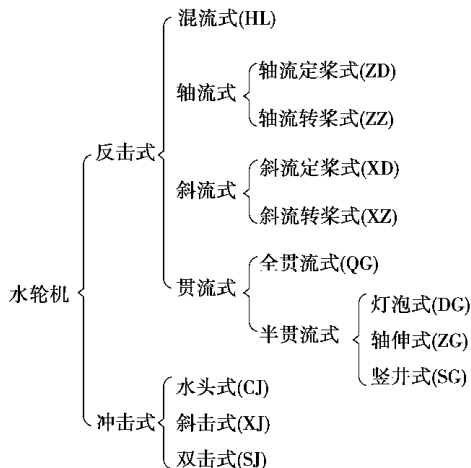 混流式(HL)
轴流定桨式(ZD)
轴流式
轴流转桨式(ZZ)
反击式
斜流定桨式(XD)
斜流式
斜流转桨式(XZ)
全贯流式(QG)
贯流式
水轮机
灯泡式(DG)
半贯流式
轴伸式(ZG)
竖井式(SG)
水头式(CJ)
冲击式
斜击式(XJ)
双击式(SJ)